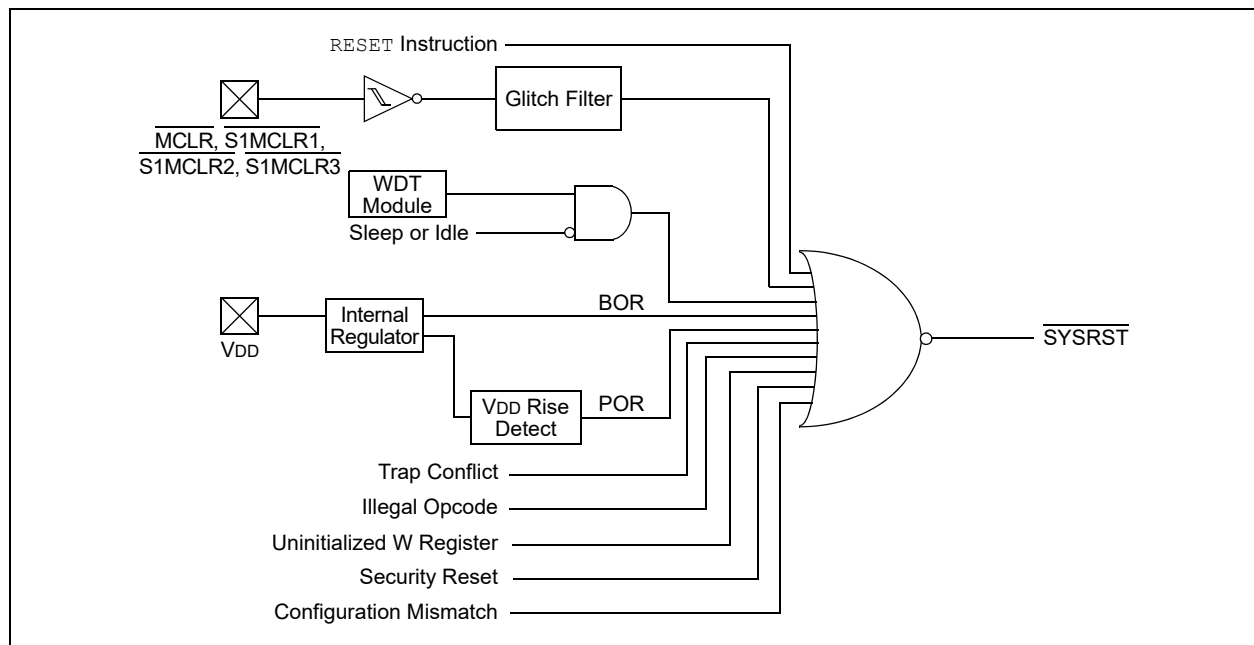 RESET Instruction
Glitch Filter
MCLR, S1MCLR1,
S1MCLR2, S1MCLR3
WDT
Module
Sleep or Idle
BOR
Internal
Regulator
VDD
SYSRST
VDD Rise
Detect
POR
Trap Conflict
Illegal Opcode
Uninitialized W Register
Security Reset
Configuration Mismatch